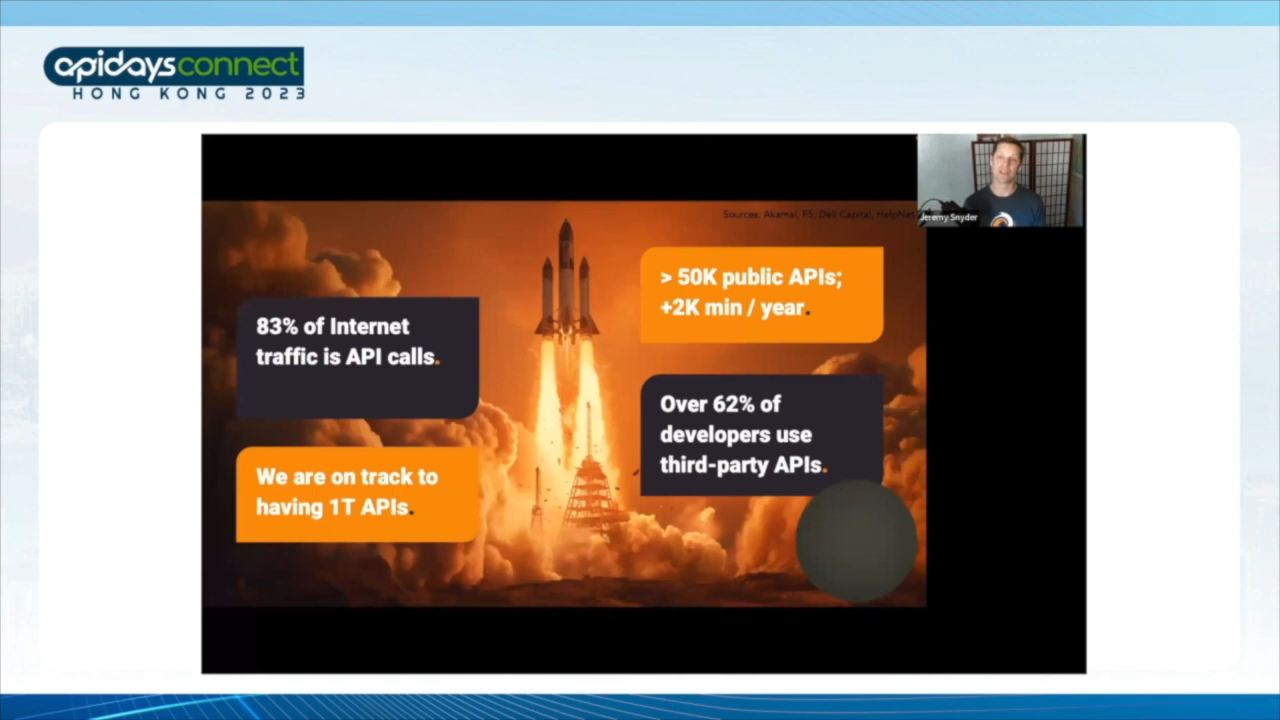 apidays connect
HONG KONG 2023
Sources: Akamai, F5, Dell Capital, HelpNet
Jeremy Snyder
> 50K public APIs;
+2K min / year.
83% of Internet
traffic is API calls.
Over 62% of
developers use
third-party APIs.
We are on track to
having 1T APIs.